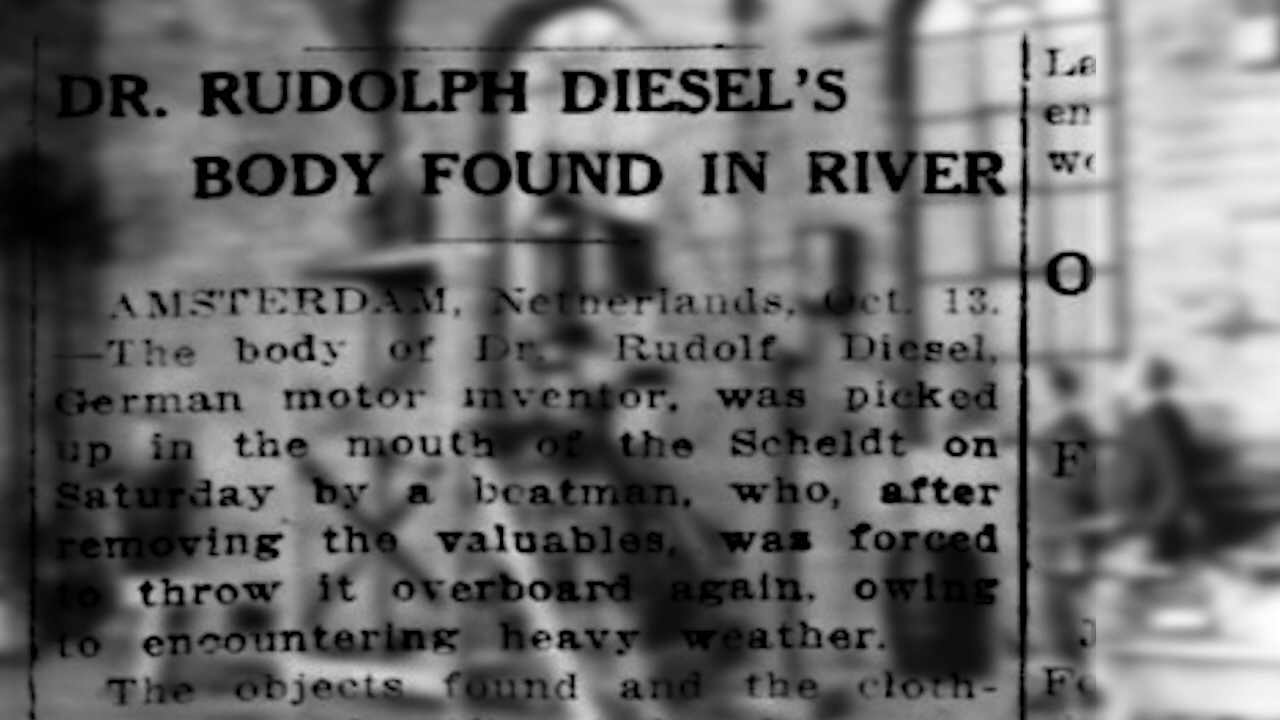 DR. RUDOLPH DIESEL'S
BODY FOUND IN RIVER
AMSTERDAM, Netherlands, Oct. 13.
—The body of Dr. Rudolf Diesel,
German motor inventor, was picked
up in the mouth of the Scheldt on
Saturday by a boatman, who, after
removing the valuables, was forced
to throw it overboard again, owing
to encountering heavy weather.
The objects found and the cloth-
O
F